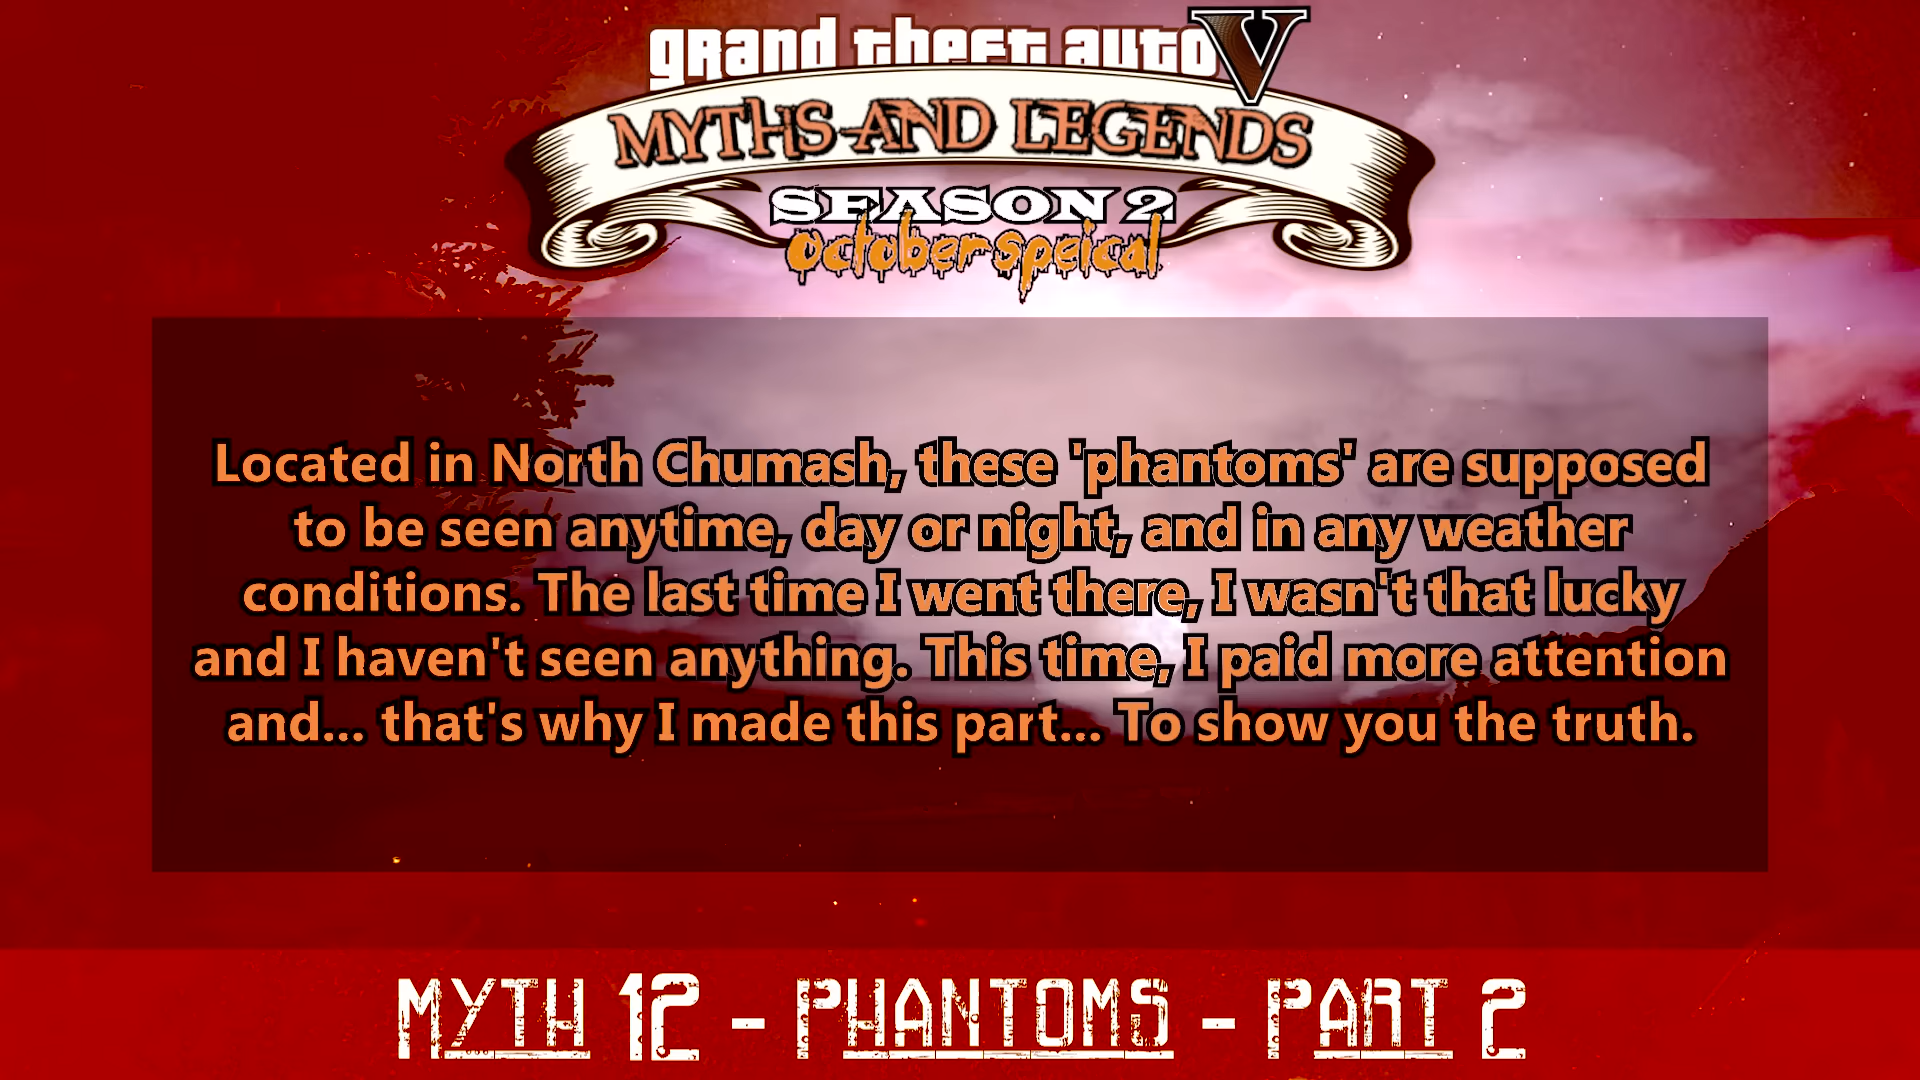 grand theft auto V
MYTHS AND LEGENDS
SEASON 2
october speical
Located in North Chumash, these 'phantoms' are supposed
to be seen anytime, day or night, and in any weather
conditions. The last time I went there, I wasn't that lucky
and I haven't seen anything. This time, I paid more attention
and... that's why I made this part... To show you the truth.
MYTH 12 - PHANTOMS - PART 2